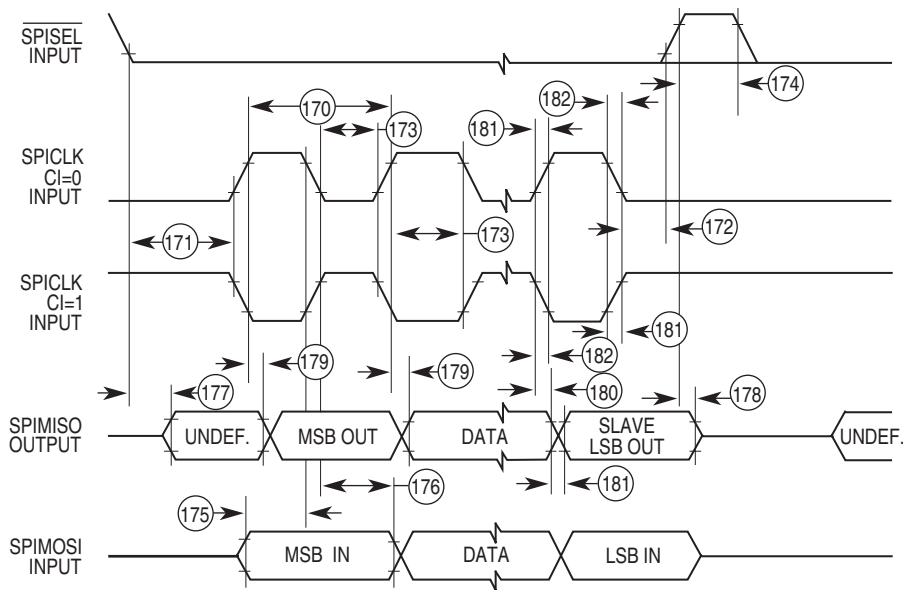 SPISEL
INPUT
174
182
170
181
173
SPICLK
CI=0
INPUT
171
173
172
SPICLK
CI=1
INPUT
181
182
179
179
180
177
178
SPIMISO
OUTPUT
UNDEF.
MSB OUT
DATA
SLAVE
LSB OUT
UNDEF.
176
181
175
SPIMOSI
INPUT
MSB IN
DATA
LSB IN